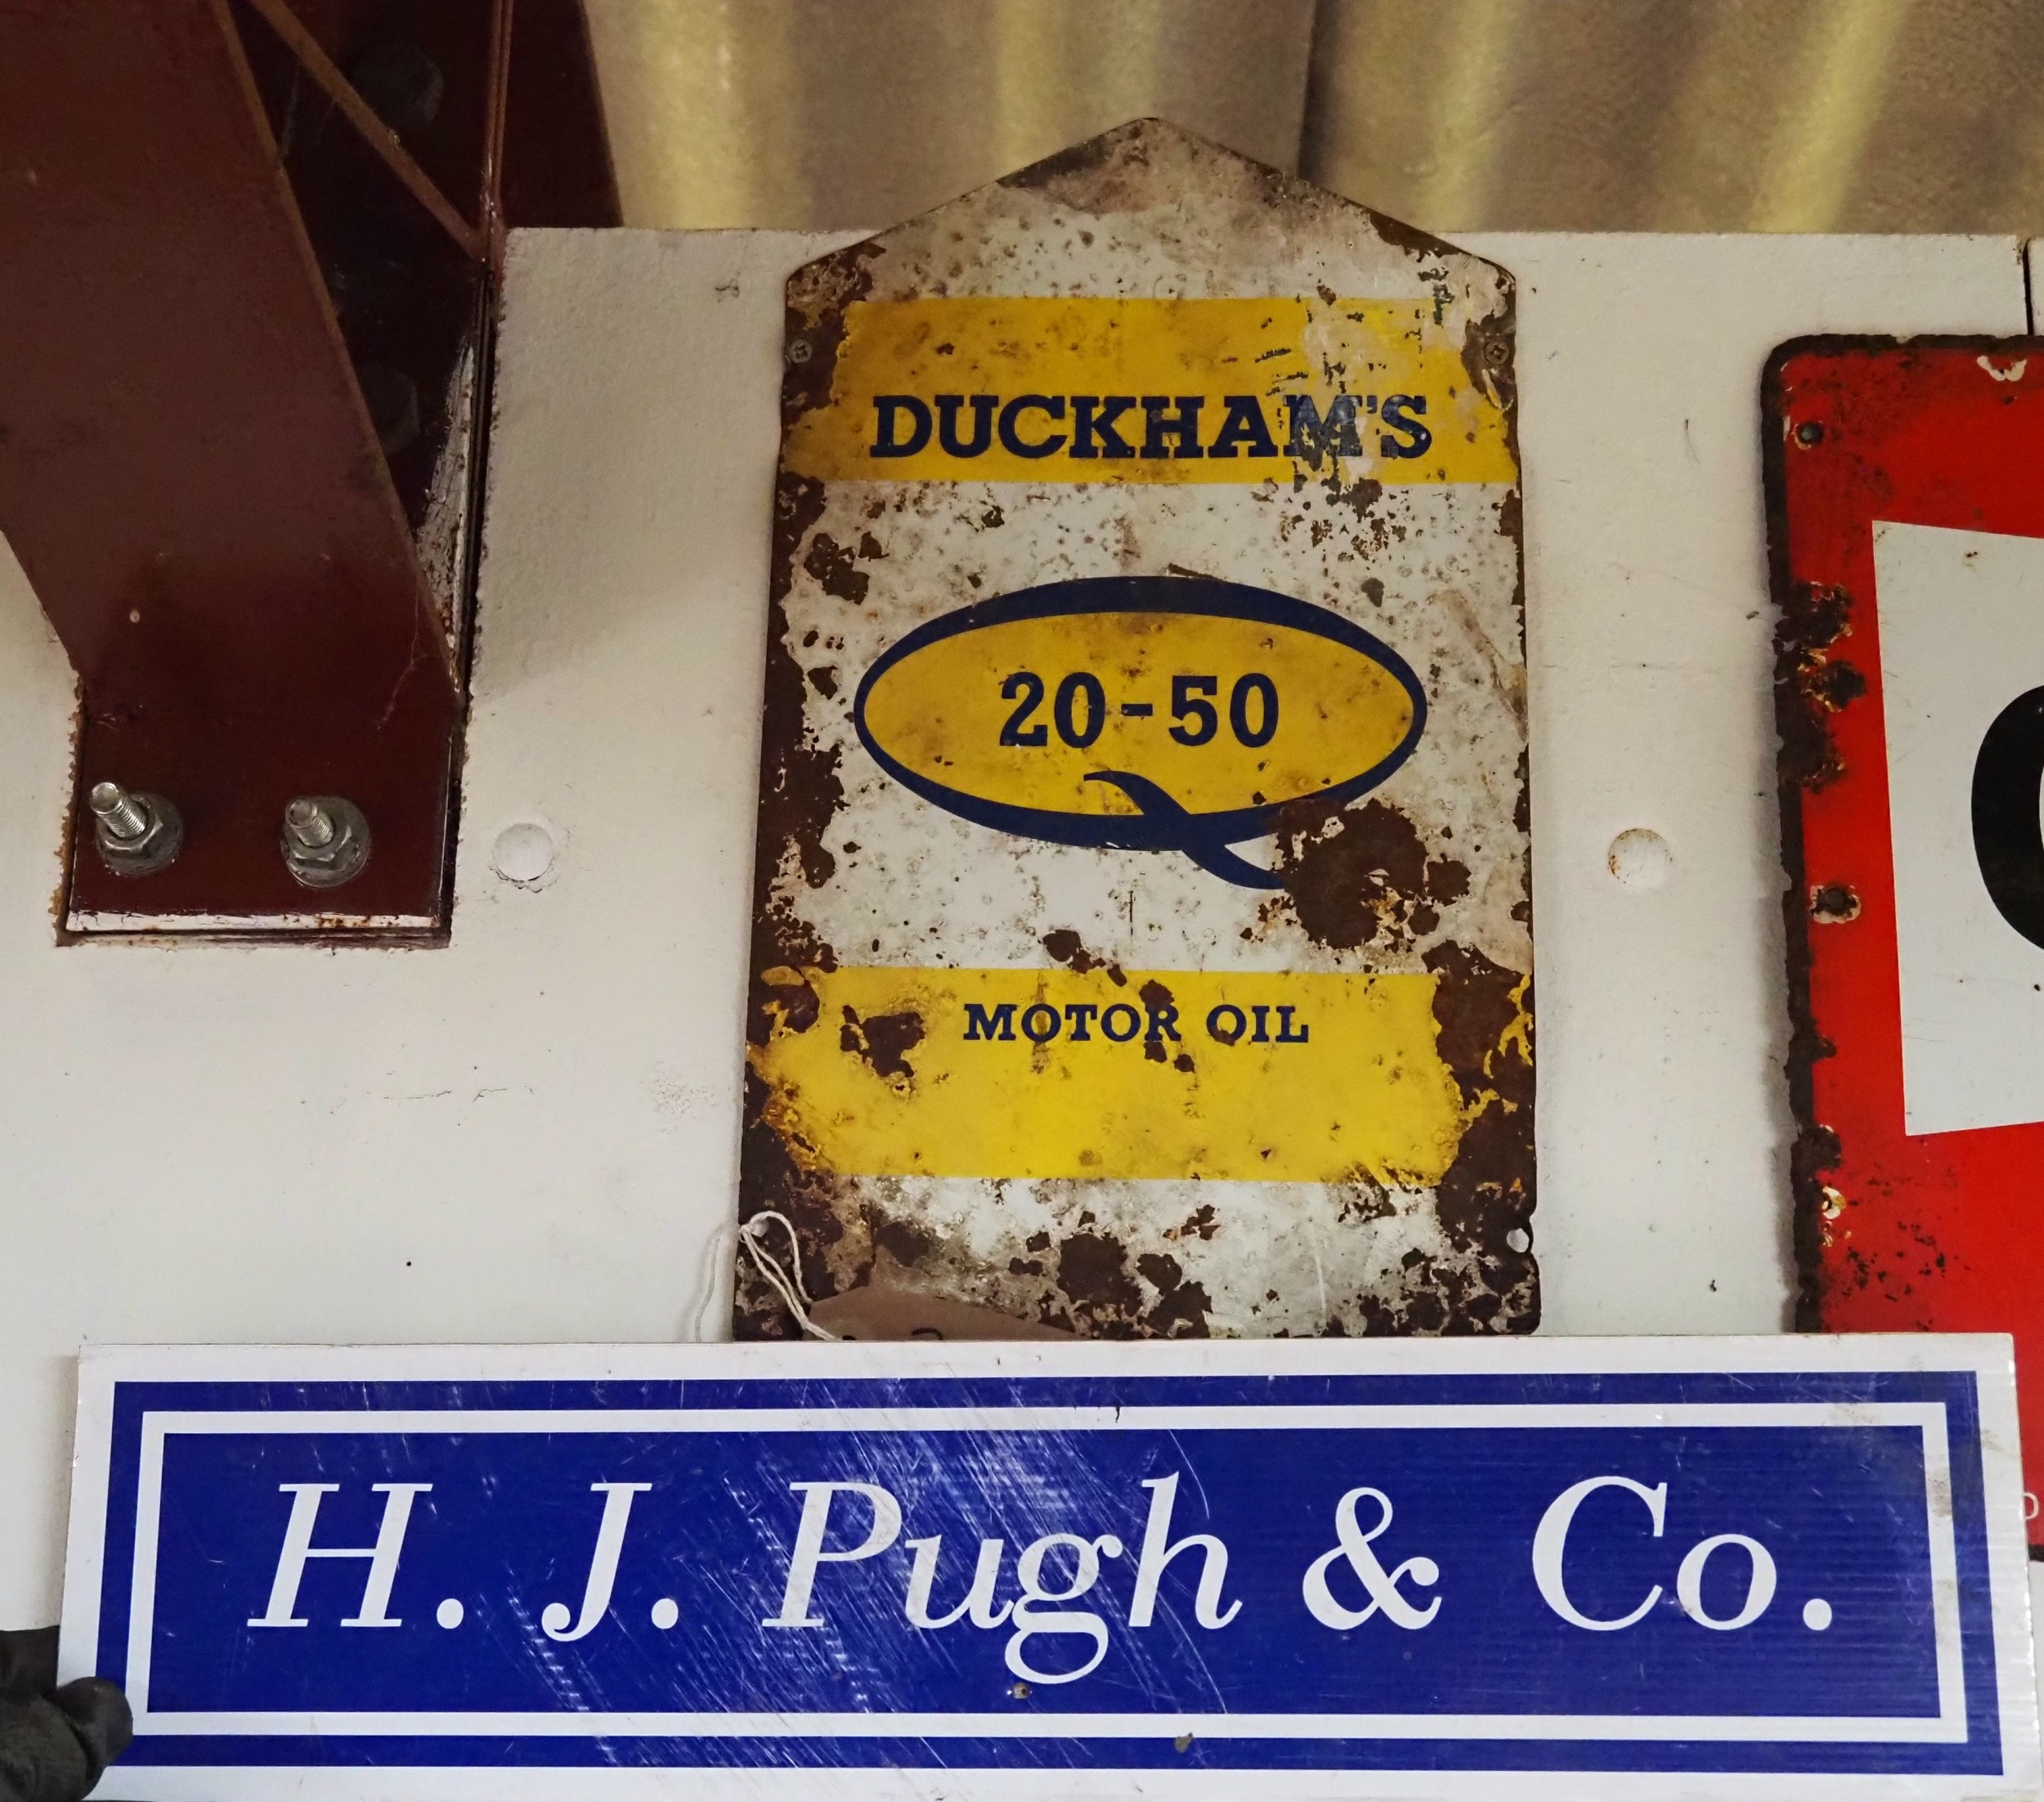 DUCKHAM'S
20-50
MOTOR OIL
H. J. Pugh & Co.